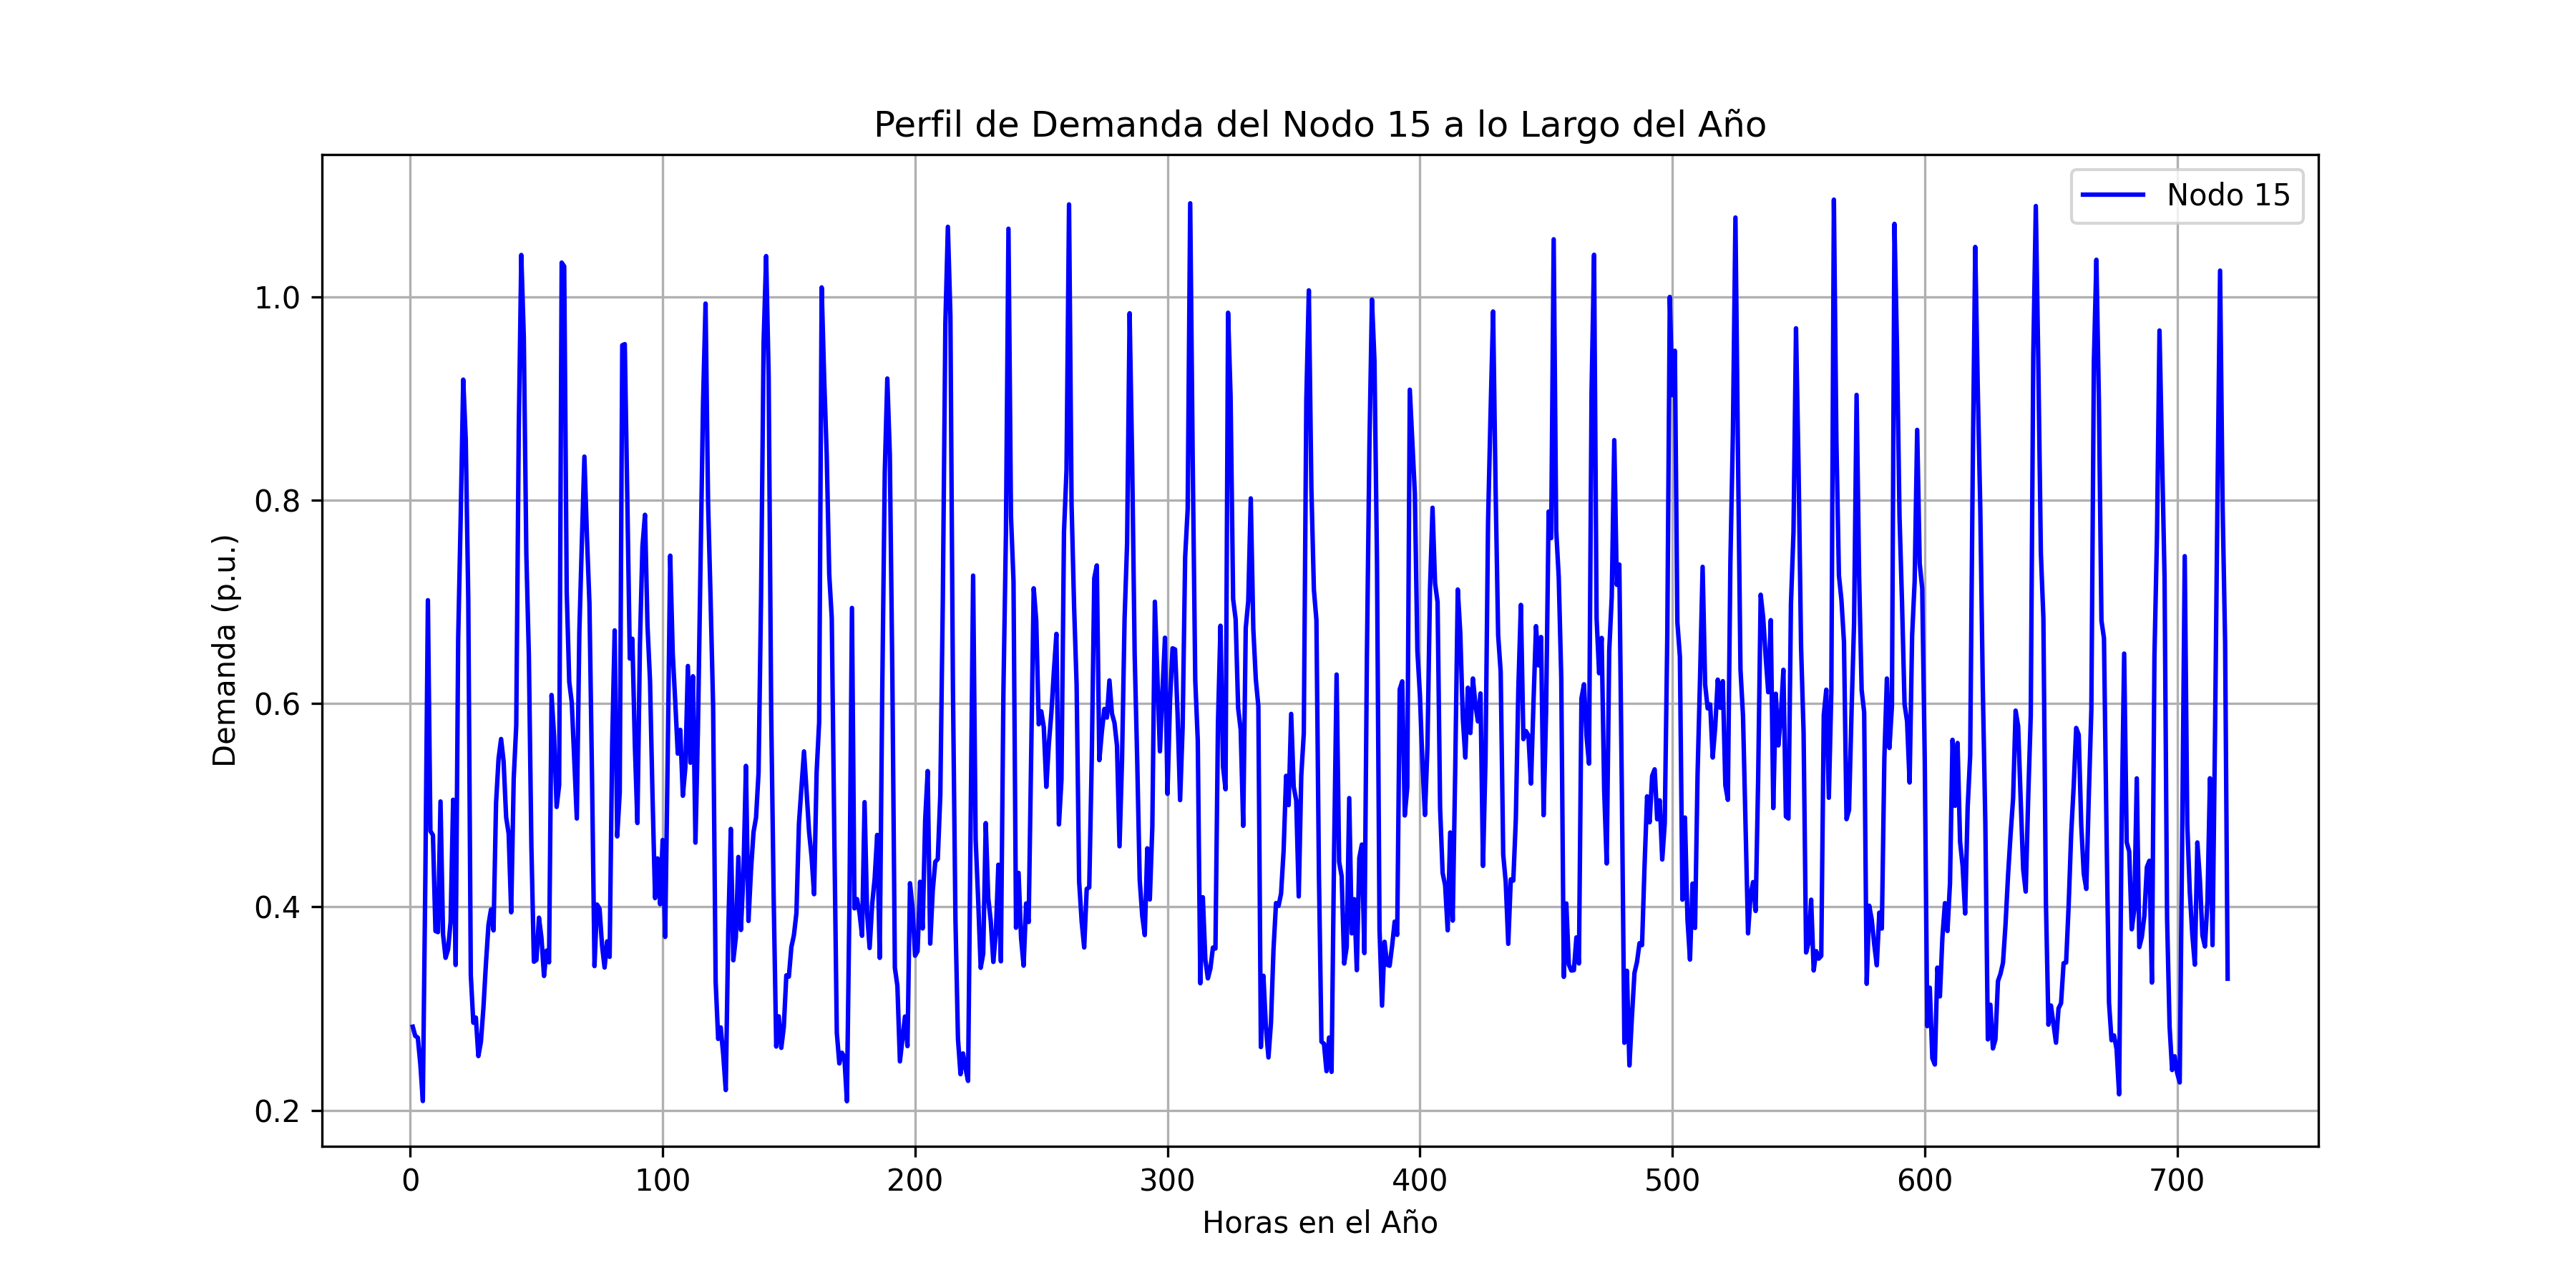 Perfil de Demanda del Nodo 15 a lo Largo del Año
Nodo 15
Demanda (p.u.)
1.0
0.8
0.6
0.4
0.2
0 100 200 300 400 500 600 700
Horas en el Año